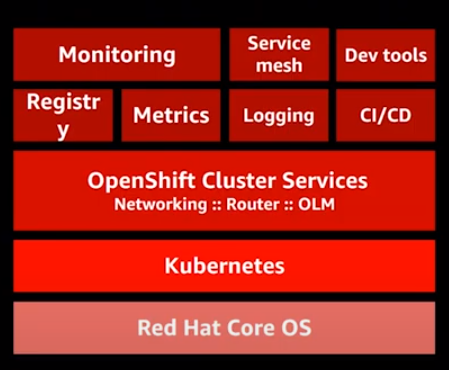 Monitoring
Service
mesh
Dev tools
Registr
y
Metrics
Logging
CI/CD
OpenShift Cluster Services
Networking :: Router :: OLM
Kubernetes
Red Hat Core OS